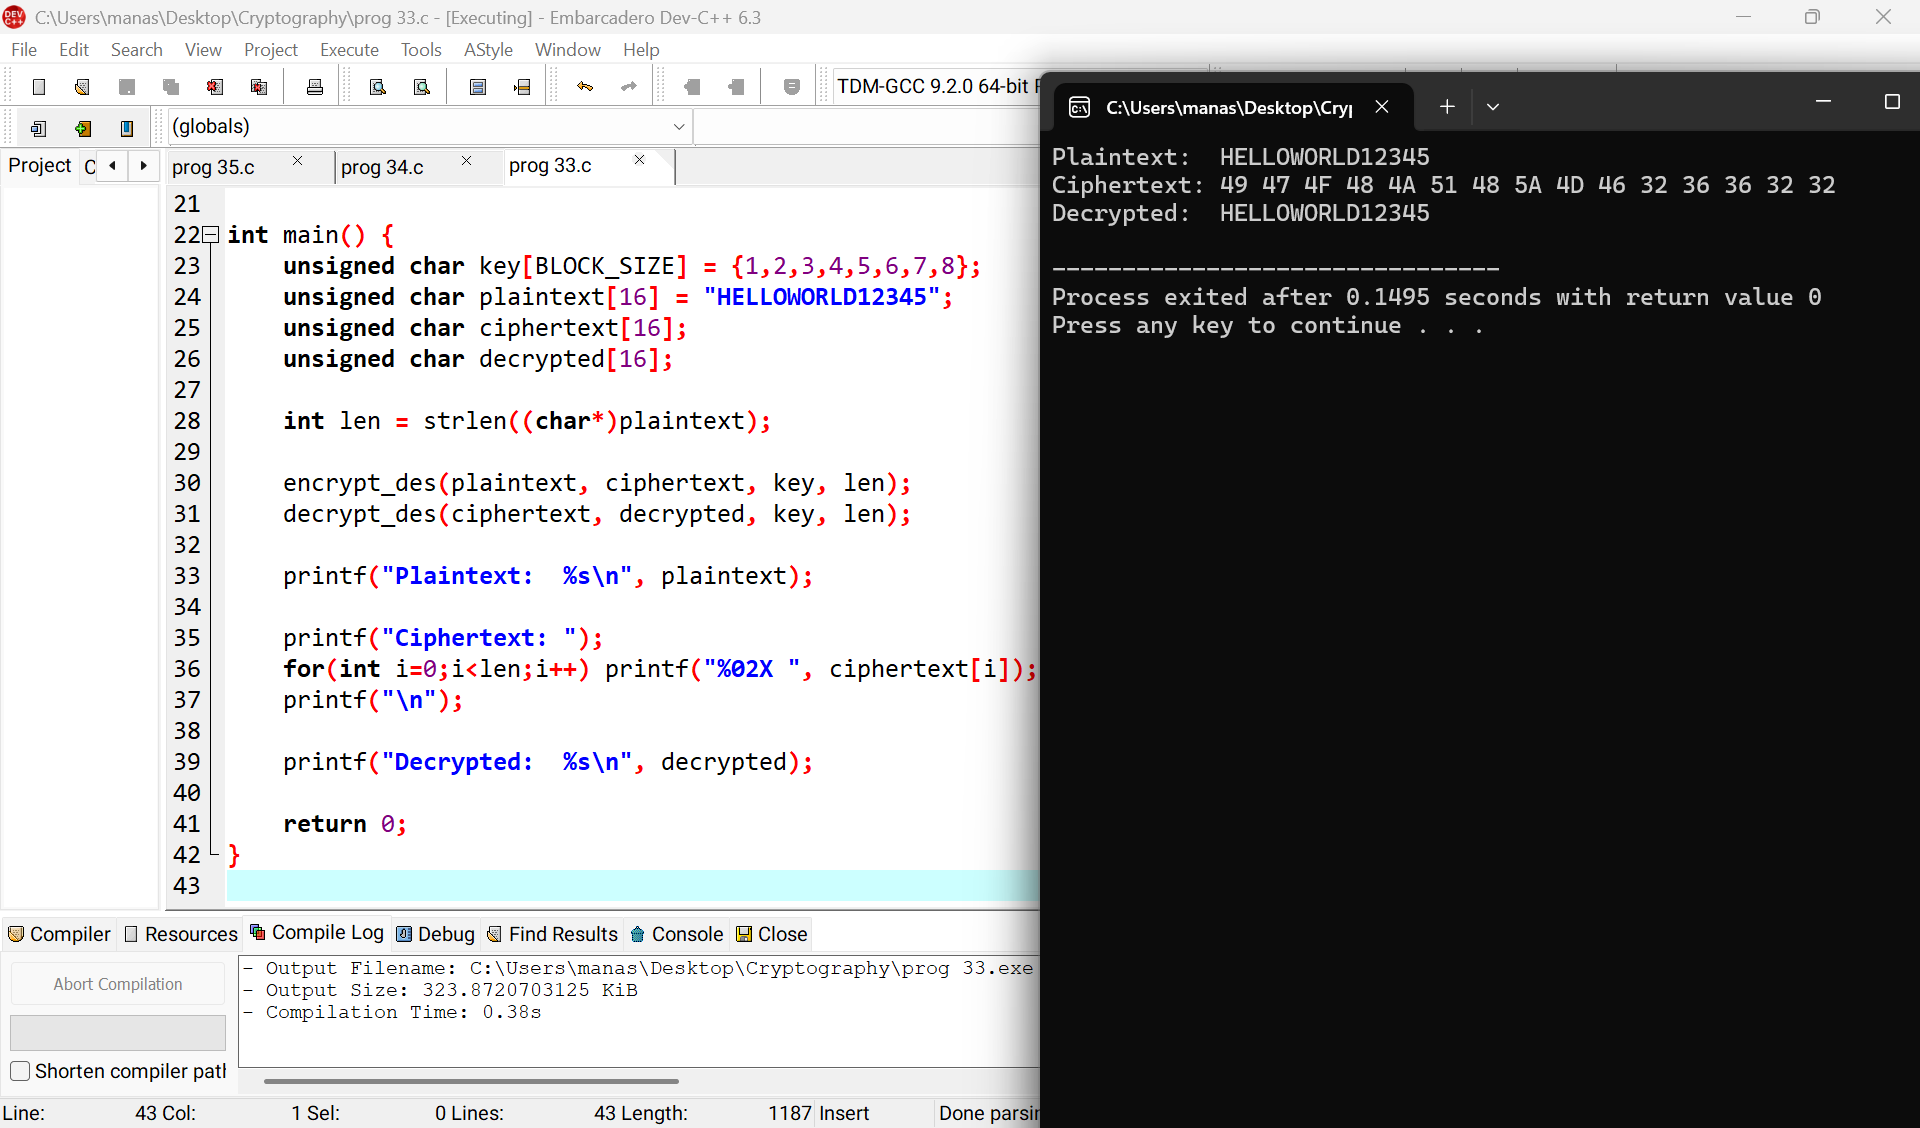 C:\Users\manas\Desktop\Cryptography\prog 33.c - [Executing] - Embarcadero Dev-C++ 6.3
File Edit Search View Project Execute Tools AStyle Window Help
TDM-GCC 9.2.0 64-bit
(globals)
Project
prog 35.c prog 34.c prog 33.c
21
22 int main() {
23 unsigned char key[BLOCK_SIZE] = {1,2,3,4,5,6,7,8};
24 unsigned char plaintext[16] = "HELLOWORLD12345";
25 unsigned char ciphertext[16];
26 unsigned char decrypted[16];
27
28 int len = strlen((char*)plaintext);
29
30 encrypt_des(plaintext, ciphertext, key, len);
31 decrypt_des(ciphertext, decrypted, key, len);
32
33 printf("Plaintext:  %s\n", plaintext);
34
35 printf("Ciphertext: ");
36 for(int i=0;i<len;i++) printf("%02X ", ciphertext[i]);
37 printf("\n");
38
39 printf("Decrypted:  %s\n", decrypted);
40
41 return 0;
42 }
43
Compiler Resources Compile Log Debug Find Results Console Close
Abort Compilation
Shorten compiler path
- Output Filename: C:\Users\manas\Desktop\Cryptography\prog 33.exe
- Output Size: 323.8720703125 KiB
- Compilation Time: 0.38s
Line: 43 Col: 1 Sel: 0 Lines: 43 Length: 1187 Insert Done parsin
C:\Users\manas\Desktop\Cry
Plaintext:  HELLOWORLD12345
Ciphertext: 49 47 4F 48 4A 51 48 5A 4D 46 32 36 36 32 32
Decrypted:  HELLOWORLD12345
--------------------------------
Process exited after 0.1495 seconds with return value 0
Press any key to continue . . .